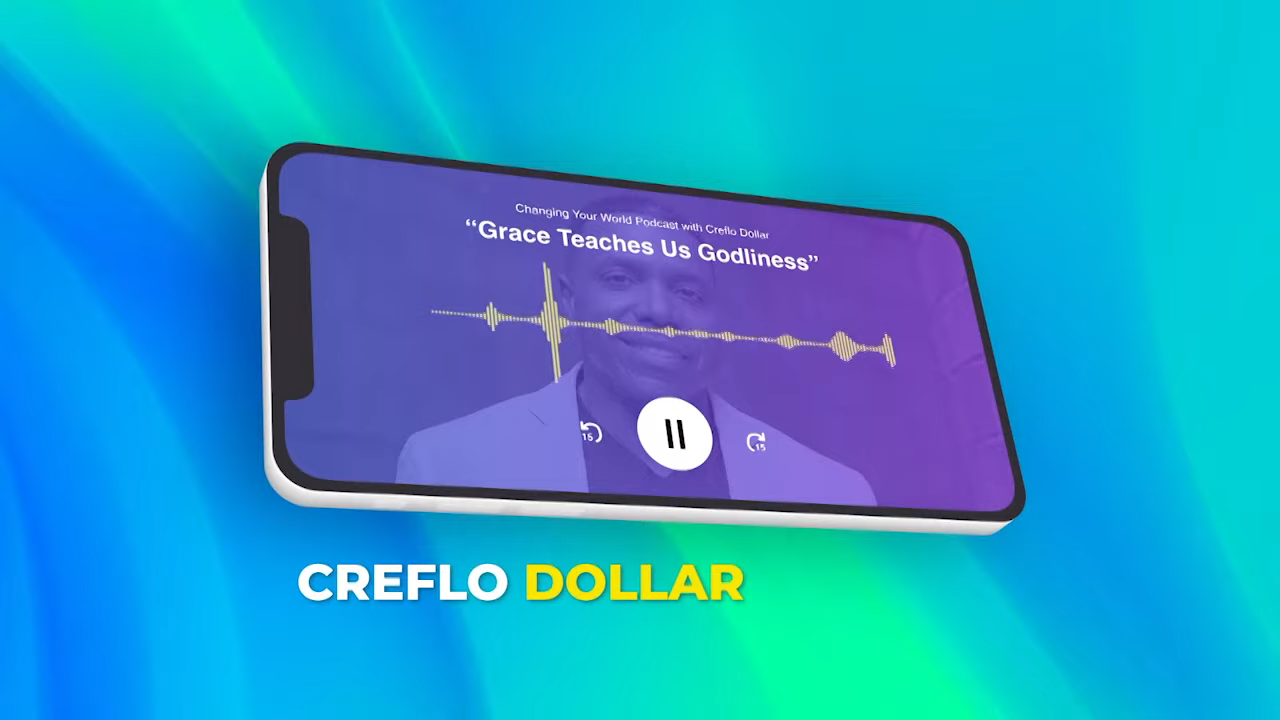 Changing Your World Podcast with Creflo Dollar
“Grace Teaches Us Godliness”
15
15
CREFLO DOLLAR